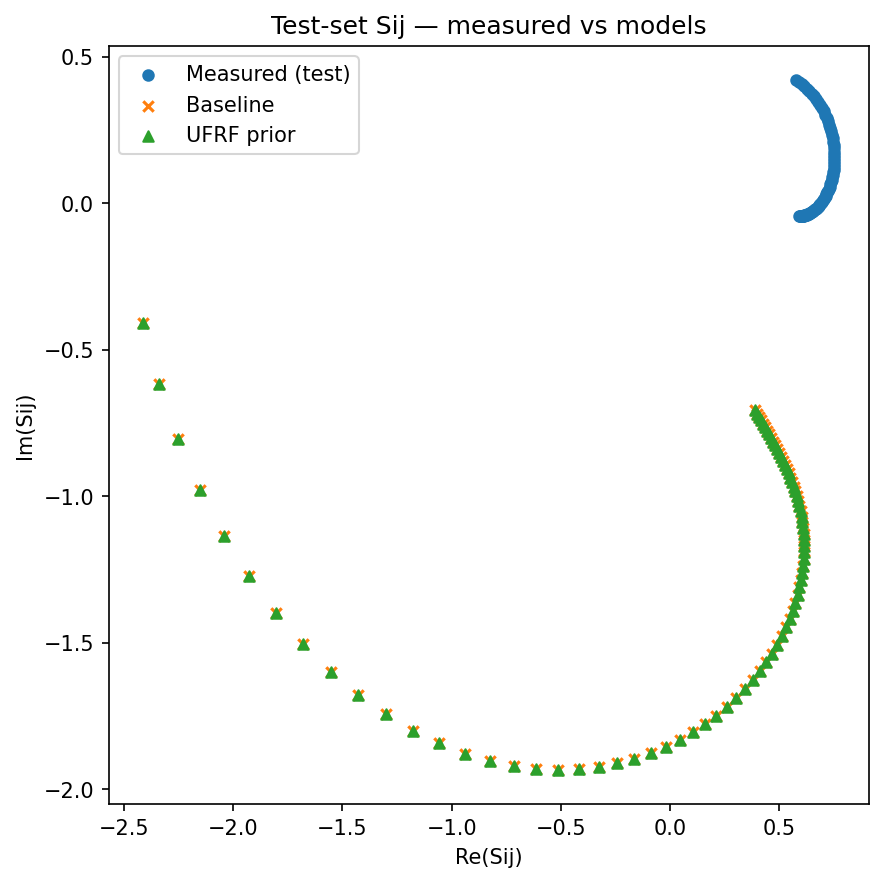 Test-set Sij — measured vs models
Measured (test)
Baseline
UFRF prior
0.5
0.0
−0.5
−1.0
−1.5
−2.0
Im(Sij)
−2.5 −2.0 −1.5 −1.0 −0.5 0.0 0.5
Re(Sij)